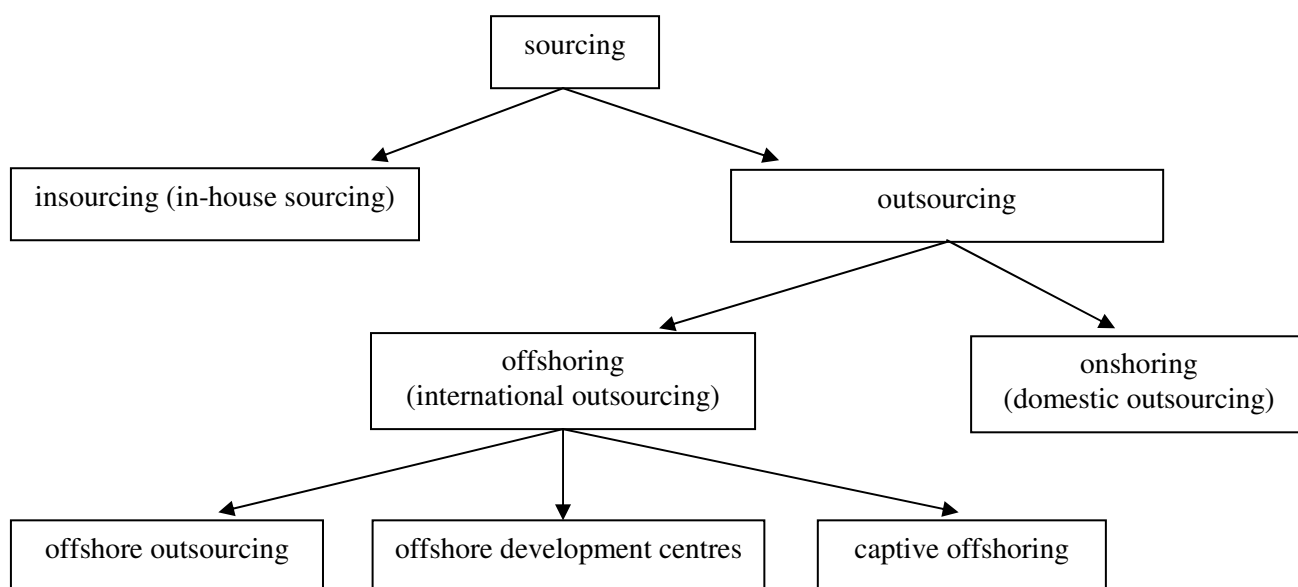 sourcing
insourcing (in-house sourcing)
outsourcing
offshoring
(international outsourcing)
onshoring
(domestic outsourcing)
offshore outsourcing
offshore development centres
captive offshoring